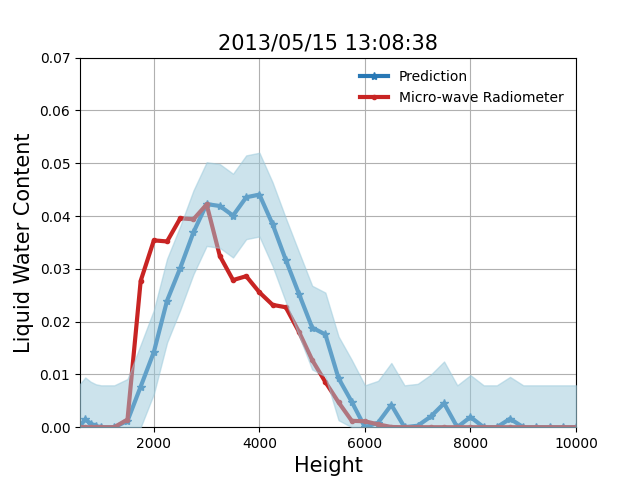 2013/05/15 13:08:38
Prediction
Micro-wave Radiometer
Liquid Water Content
0.07
0.06
0.05
0.04
0.03
0.02
0.01
0.00
2000 4000 6000 8000 10000
Height